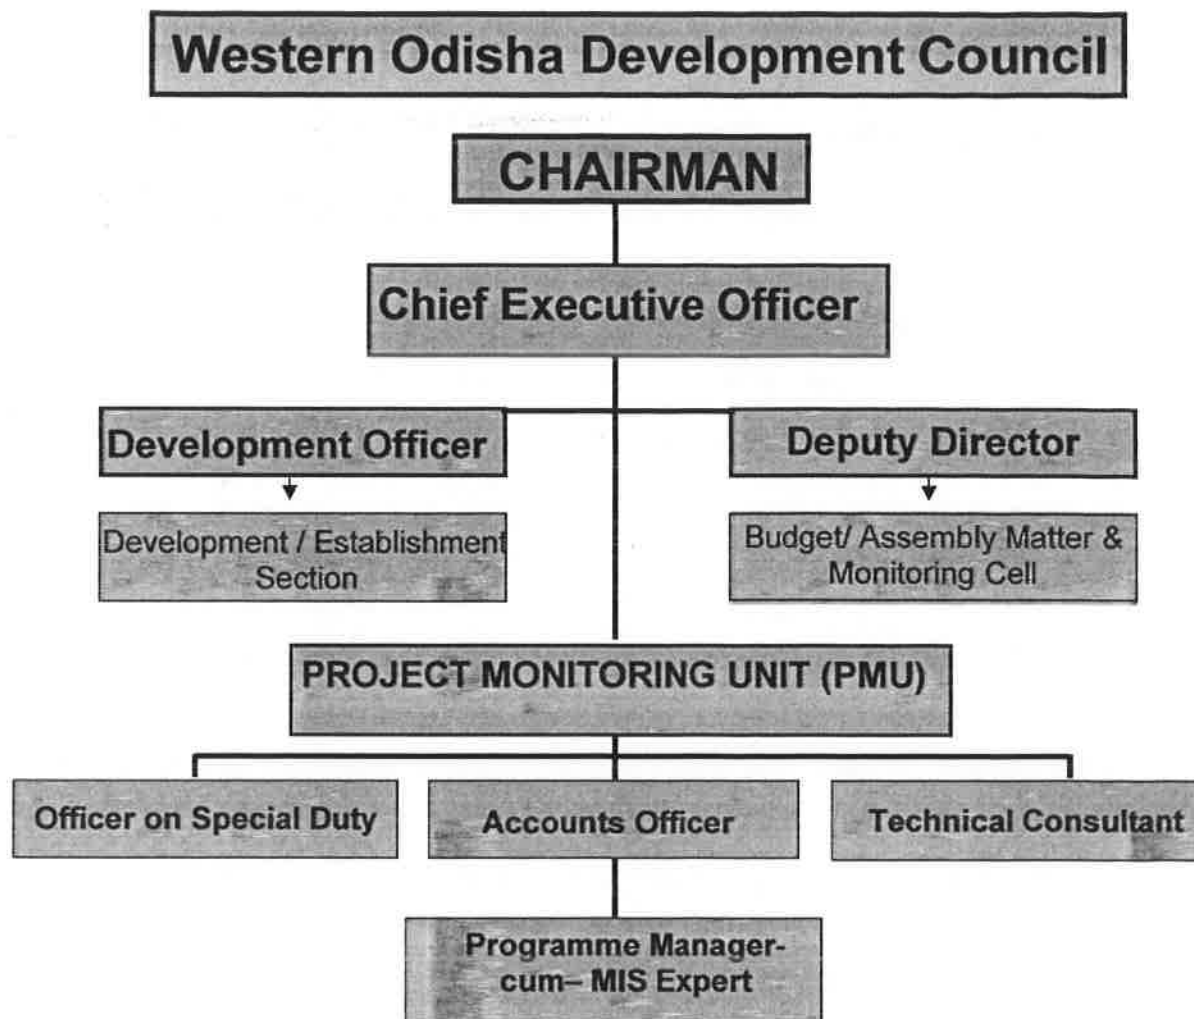 Western Odisha Development Council
CHAIRMAN
Chief Executive Officer
Development Officer
Deputy Director
Development / Establishment
Section
Budget/ Assembly Matter &
Monitoring Cell
PROJECT MONITORING UNIT (PMU)
Officer on Special Duty
Accounts Officer
Technical Consultant
Programme Manager-
cum– MIS Expert